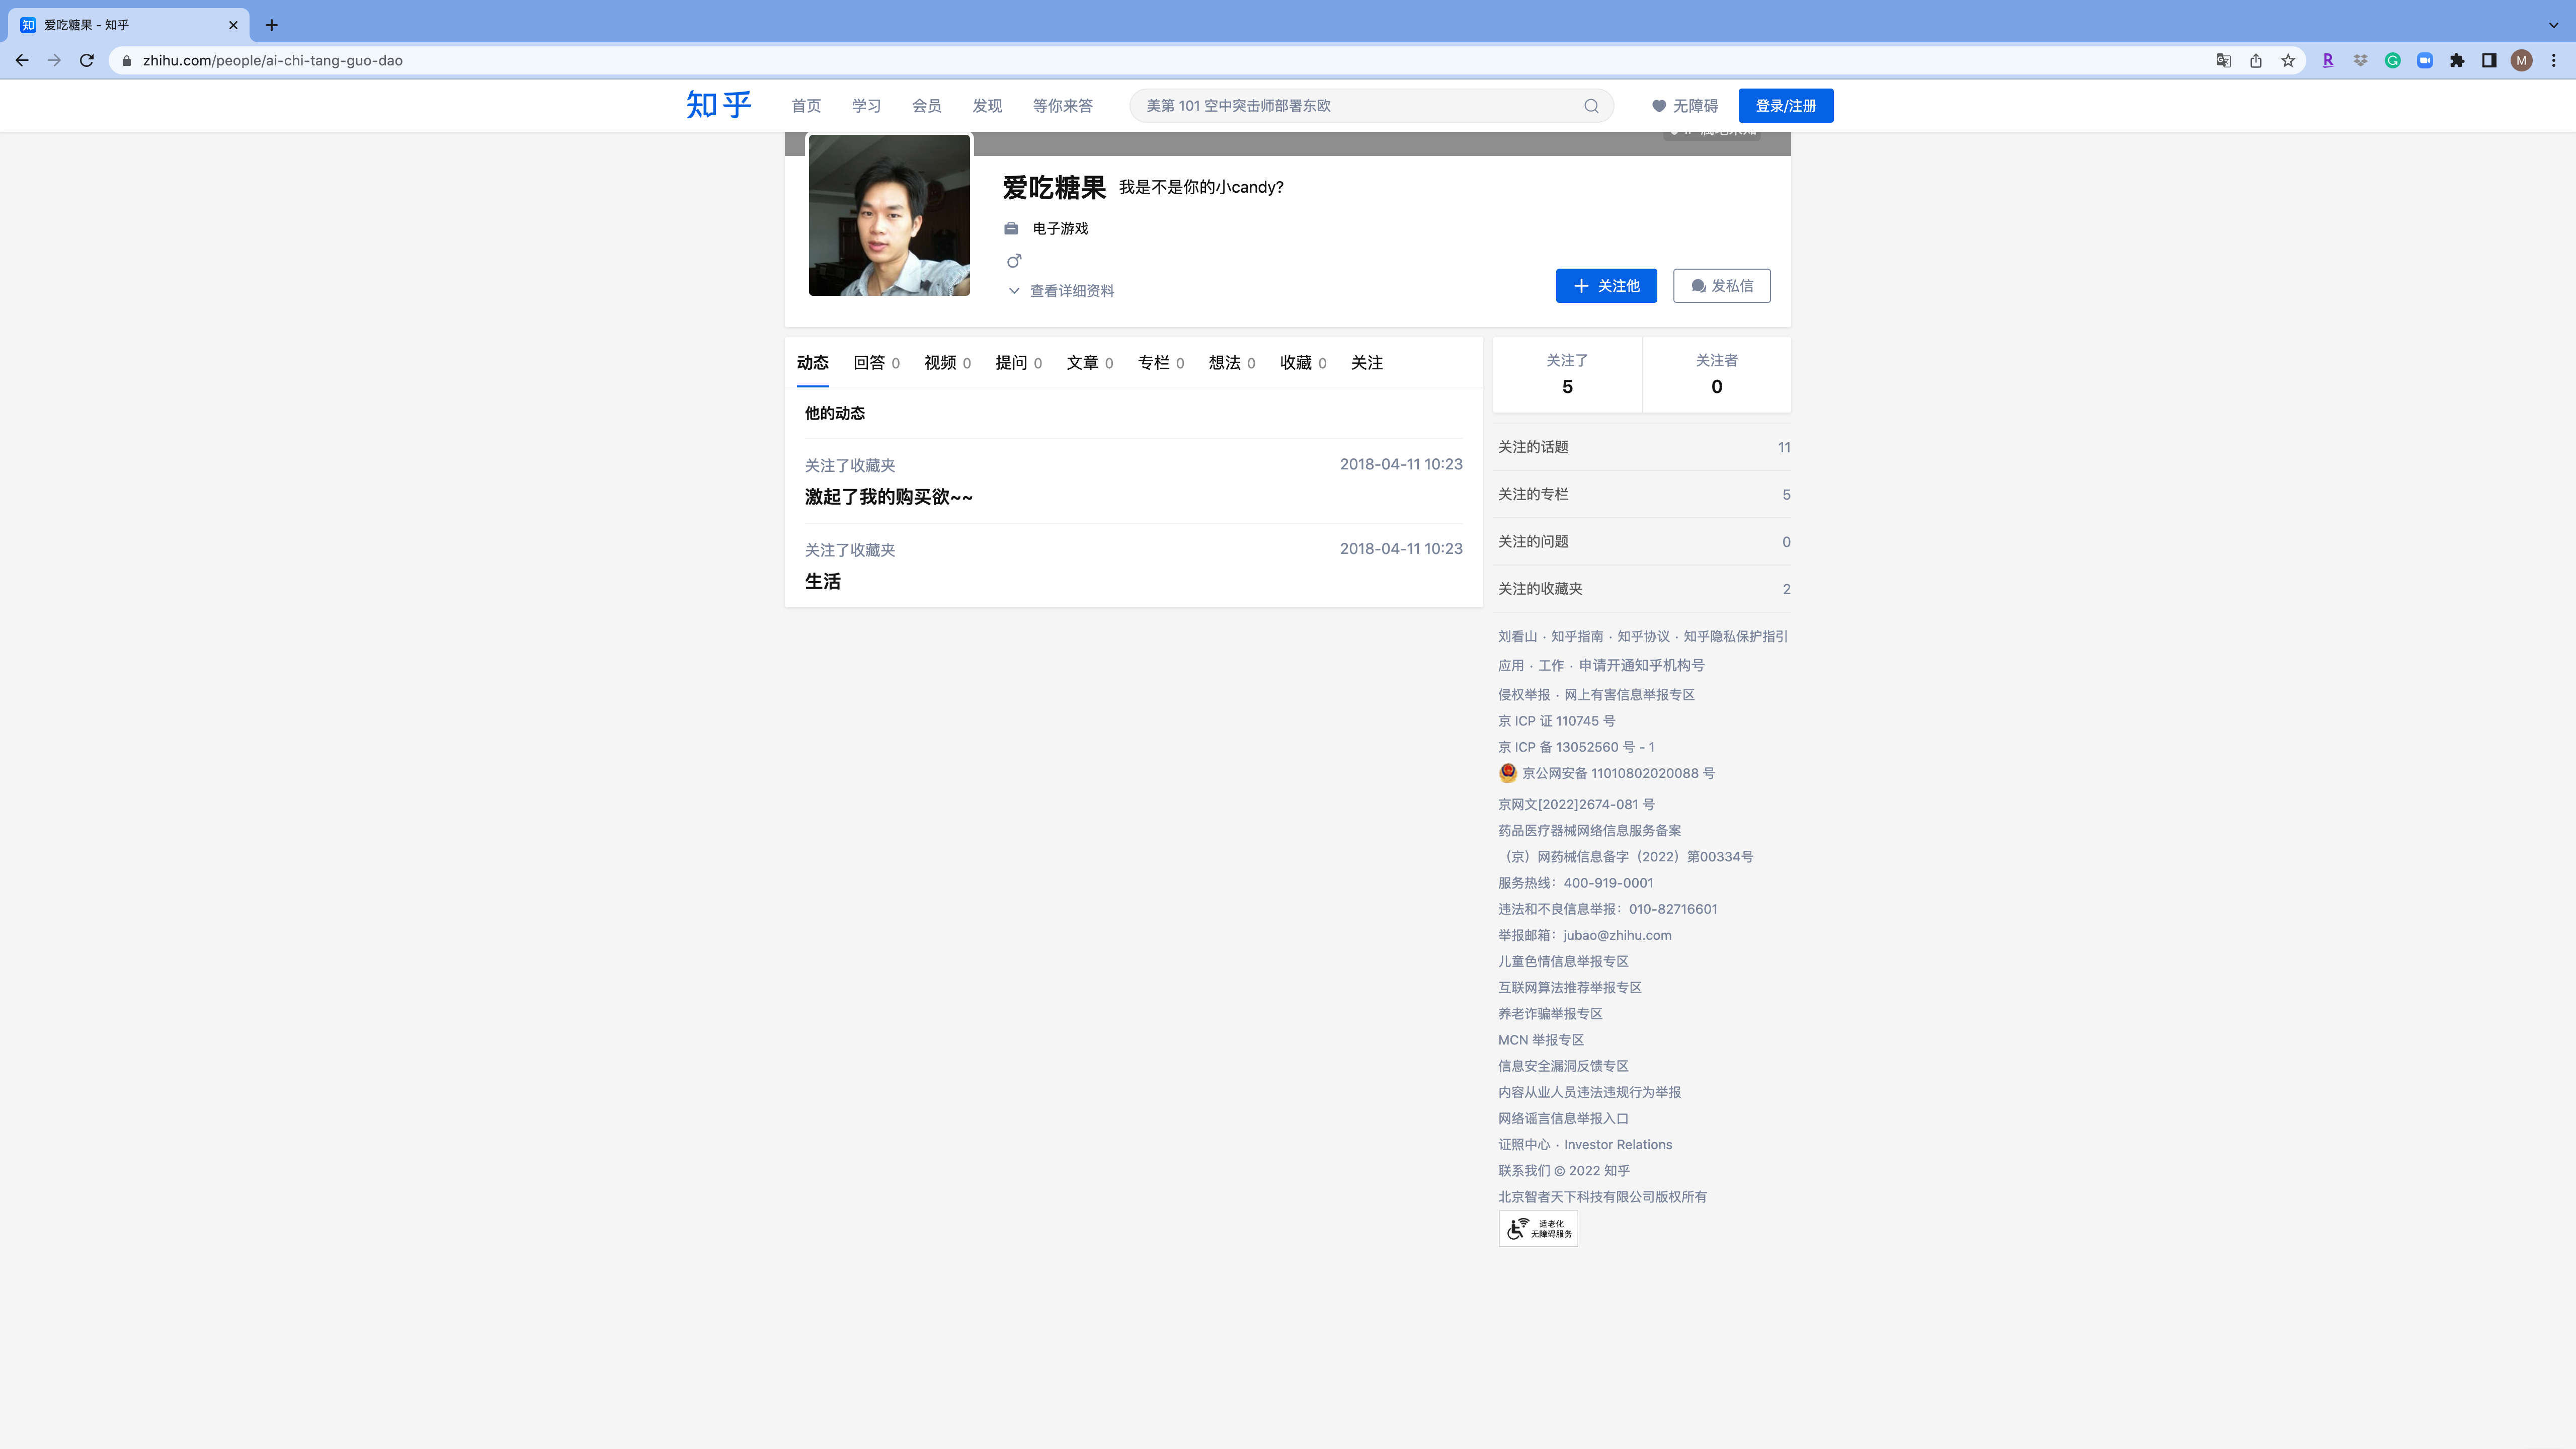 爱吃糖果 - 知乎
zhihu.com/people/ai-chi-tang-guo-dao
M
知乎 首页 学习 会员 发现 等你来答 美第 101 空中突击师部署东欧 无障碍 登录/注册
爱吃糖果 我是不是你的小candy?
电子游戏
查看详细资料
关注他 发私信
动态 回答 0 视频 0 提问 0 文章 0 专栏 0 想法 0 收藏 0 关注
他的动态
关注了收藏夹 2018-04-11 10:23
激起了我的购买欲~~
关注了收藏夹 2018-04-11 10:23
生活
关注了 关注者
5 0
关注的话题 11
关注的专栏 5
关注的问题 0
关注的收藏夹 2
刘看山 · 知乎指南 · 知乎协议 · 知乎隐私保护指引
应用 · 工作 · 申请开通知乎机构号
侵权举报 · 网上有害信息举报专区
京 ICP 证 110745 号
京 ICP 备 13052560 号 - 1
京公网安备 11010802020088 号
京网文[2022]2674-081 号
药品医疗器械网络信息服务备案
（京）网药械信息备字（2022）第00334号
服务热线：400-919-0001
违法和不良信息举报：010-82716601
举报邮箱：jubao@zhihu.com
儿童色情信息举报专区
互联网算法推荐举报专区
养老诈骗举报专区
MCN 举报专区
信息安全漏洞反馈专区
内容从业人员违法违规行为举报
网络谣言信息举报入口
证照中心 · Investor Relations
联系我们 © 2022 知乎
北京智者天下科技有限公司版权所有
适老化
无障碍服务